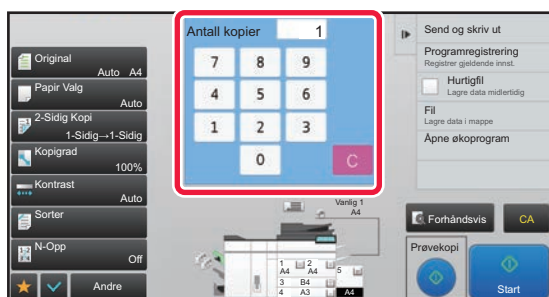 Original
Auto A4
Papir Valg
Auto
2-Sidig Kopi
1-Sidig→1-Sidig
Kopigrad
100%
Kontrast
Auto
Sorter
N-Opp
Off
Andre
Antall kopier 1
7 8 9
4 5 6
1 2 3
0 C
Vanlig 1
A4
1 A4 2 A4 5
3 B4
4 A3 A4
Send og skriv ut
Programregistrering
Registrer gjeldende innst.
Hurtigfil
Lagre data midlertidig
Fil
Lagre data i mappe
Åpne økoprogram
Forhåndsvis CA
Prøvekopi
Start